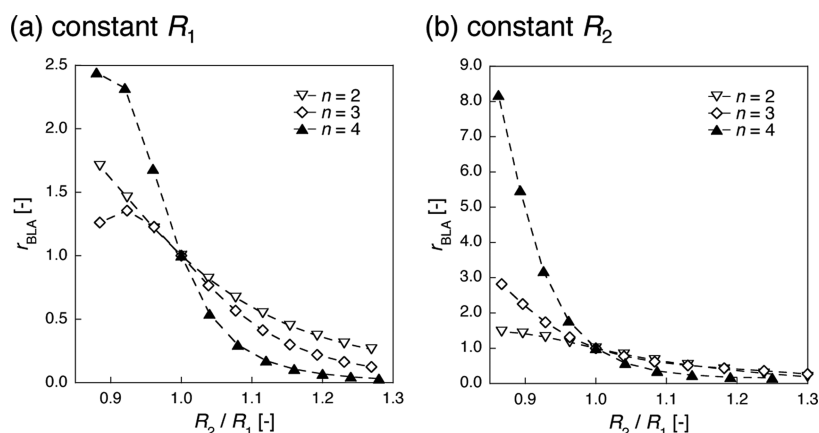 (a) constant R₁
2.5
2.0
1.5
1.0
0.5
0.0
r_BLA [-]
n = 2
n = 3
n = 4
0.9
1.0
1.1
1.2
1.3
R₂ / R₁ [-]
(b) constant R₂
9.0
8.0
7.0
6.0
5.0
4.0
3.0
2.0
1.0
0.0
r_BLA [-]
n = 2
n = 3
n = 4
0.9
1.0
1.1
1.2
1.3
R₂ / R₁ [-]